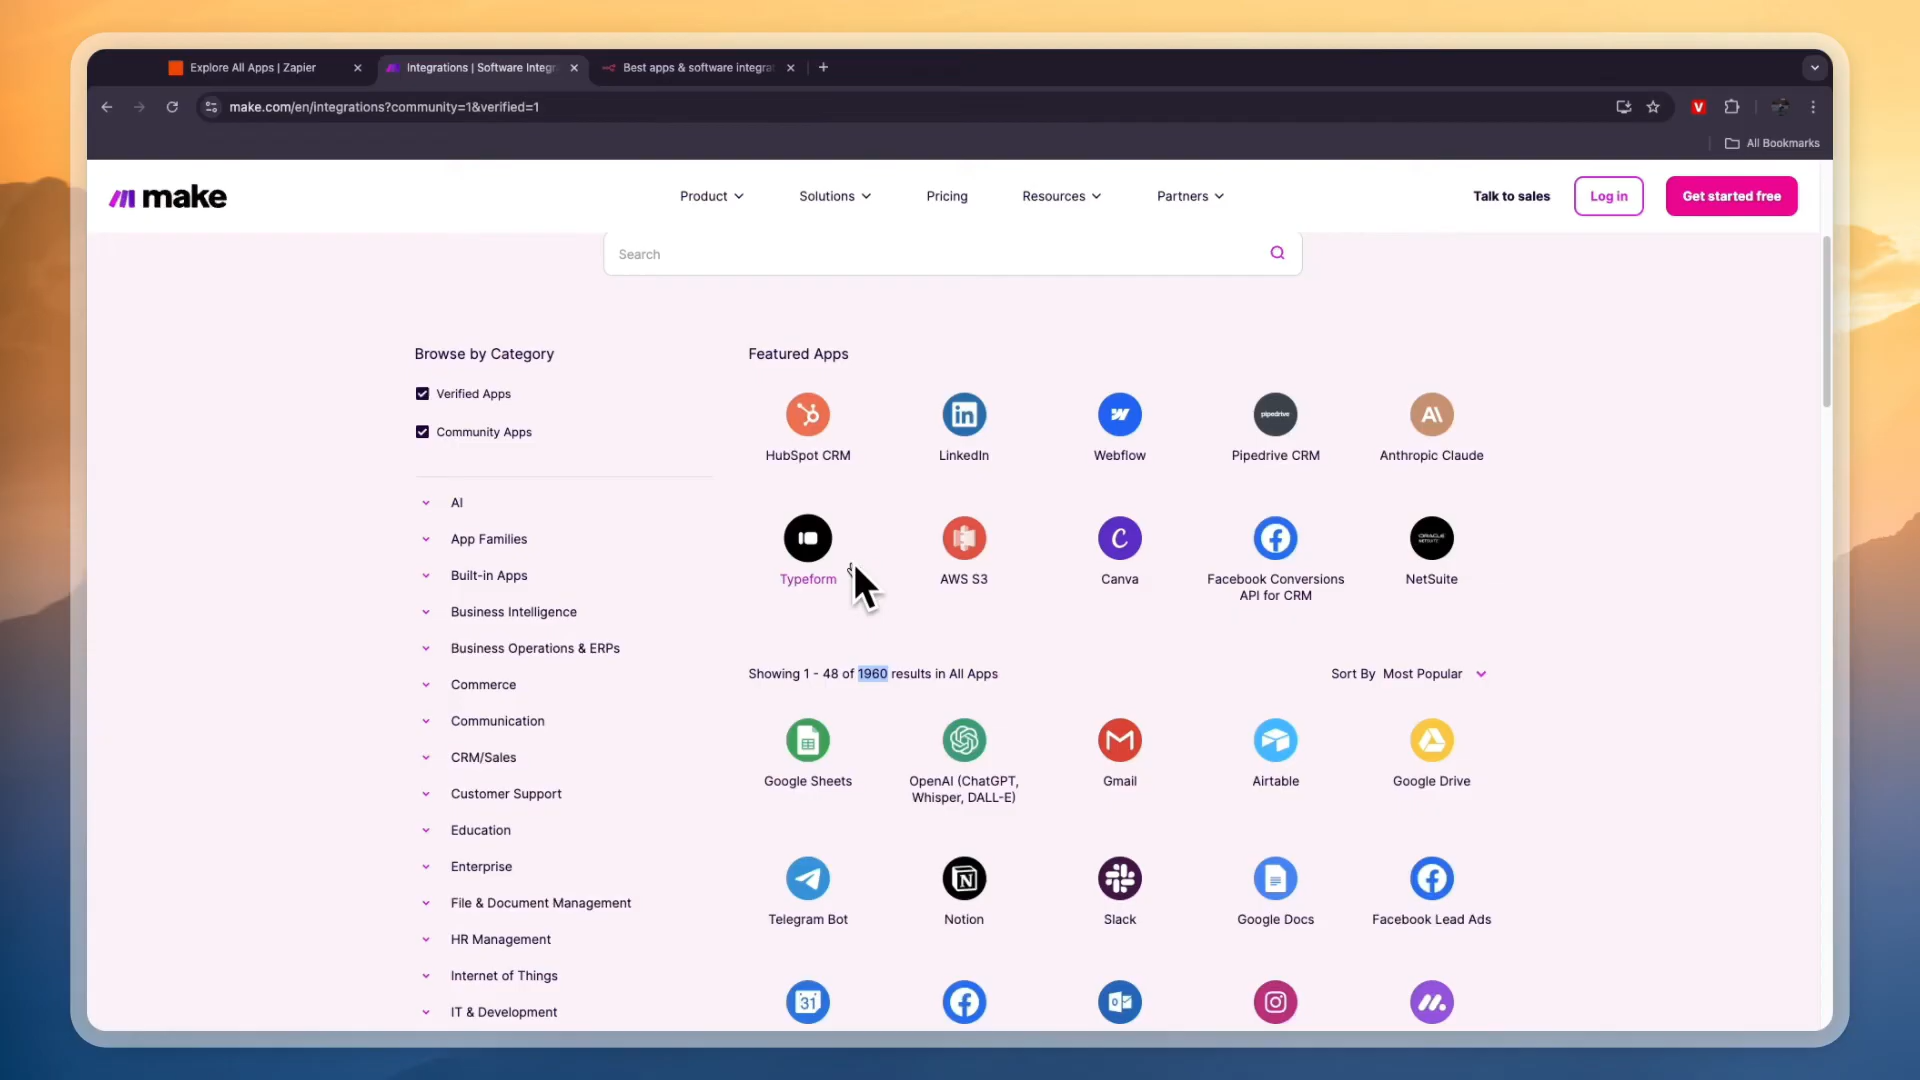 Explore All Apps | Zapier
Integrations | Software Integr
Best apps & software integrat
make.com/en/integrations?community=1&verified=1
All Bookmarks
make
Product
Solutions
Pricing
Resources
Partners
Talk to sales
Log in
Get started free
Search
Browse by Category
Verified Apps
Community Apps
AI
App Families
Built-in Apps
Business Intelligence
Business Operations & ERPs
Commerce
Communication
CRM/Sales
Customer Support
Education
Enterprise
File & Document Management
HR Management
Internet of Things
IT & Development
Featured Apps
HubSpot CRM
LinkedIn
Webflow
pipedrive
Pipedrive CRM
Anthropic Claude
Typeform
AWS S3
Canva
Facebook Conversions
API for CRM
ORACLE
NETSUITE
NetSuite
Showing 1 - 48 of 1960 results in All Apps
Sort By Most Popular
Google Sheets
OpenAI (ChatGPT,
Whisper, DALL-E)
Gmail
Airtable
Google Drive
Telegram Bot
Notion
Slack
Google Docs
Facebook Lead Ads
31